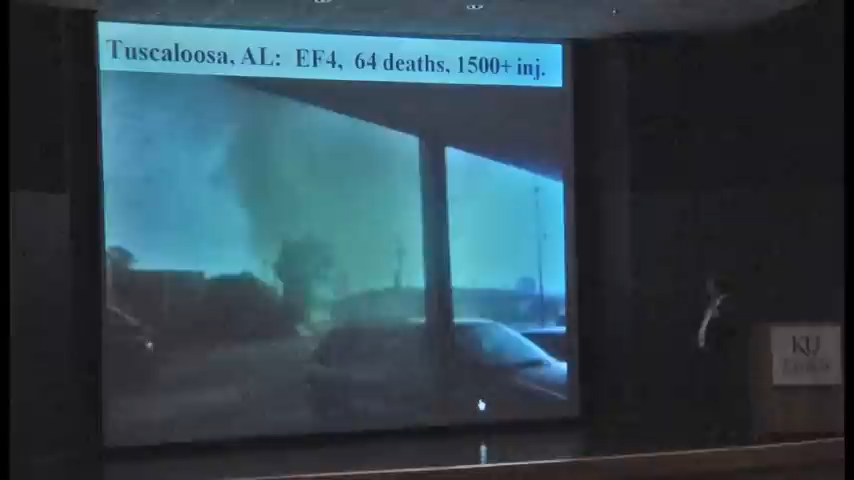 Tuscaloosa, AL: EF4, 64 deaths, 1500+ inj.
KU